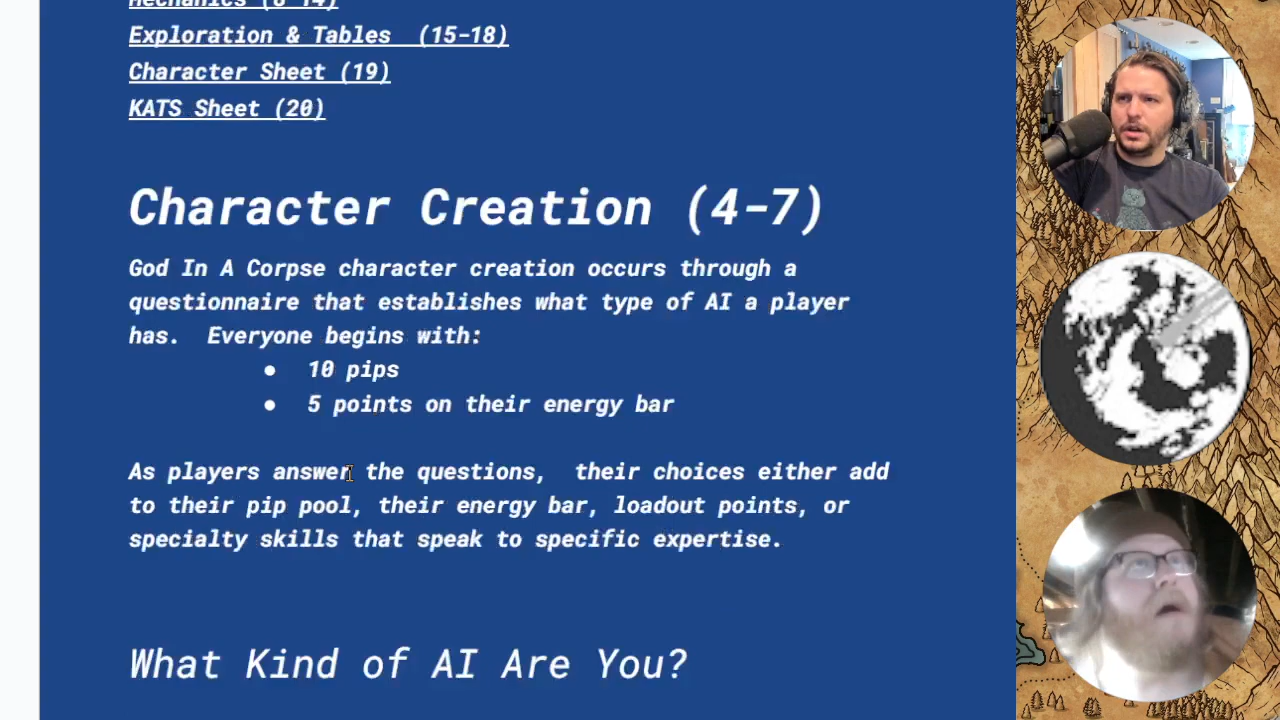 Mechanics (8-14)
Exploration & Tables  (15-18)
Character Sheet (19)
KATS Sheet (20)
Character Creation (4-7)
God In A Corpse character creation occurs through a
questionnaire that establishes what type of AI a player
has.  Everyone begins with:
● 10 pips
● 5 points on their energy bar
As players answer the questions,  their choices either add
to their pip pool, their energy bar, loadout points, or
specialty skills that speak to specific expertise.
What Kind of AI Are You?